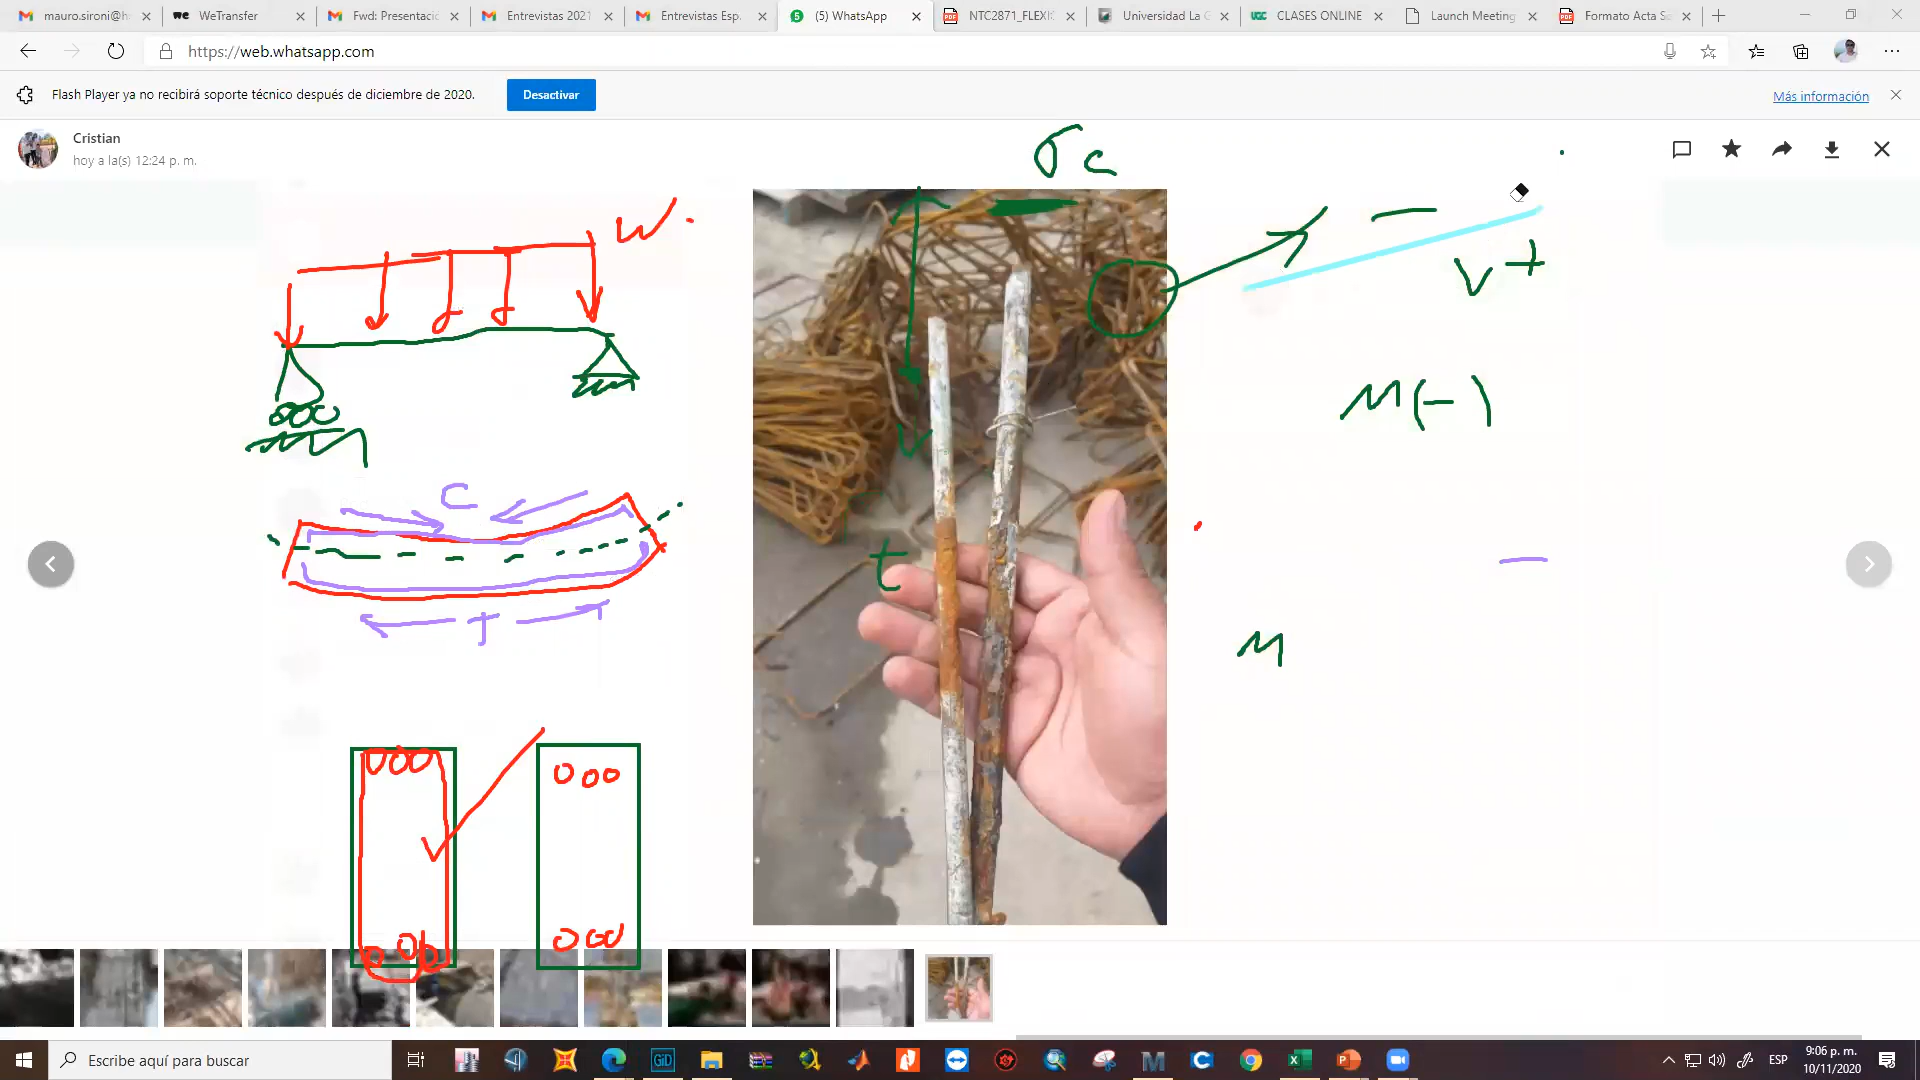 mauro.sironi@h
WeTransfer
Fwd: Presentaci
Entrevistas 2021
Entrevistas Esp.
(5) WhatsApp
NTC2871_FLEXI
Universidad La G
CLASES ONLINE
Launch Meeting
Formato Acta S
https://web.whatsapp.com
Flash Player ya no recibirá soporte técnico después de diciembre de 2020.
Desactivar
Más información
Cristian
hoy a la(s) 12:24 p. m.
σc
W
V+
M(-)
V
C
t
T
M
Escribe aquí para buscar
ESP
9:06 p. m.
10/11/2020